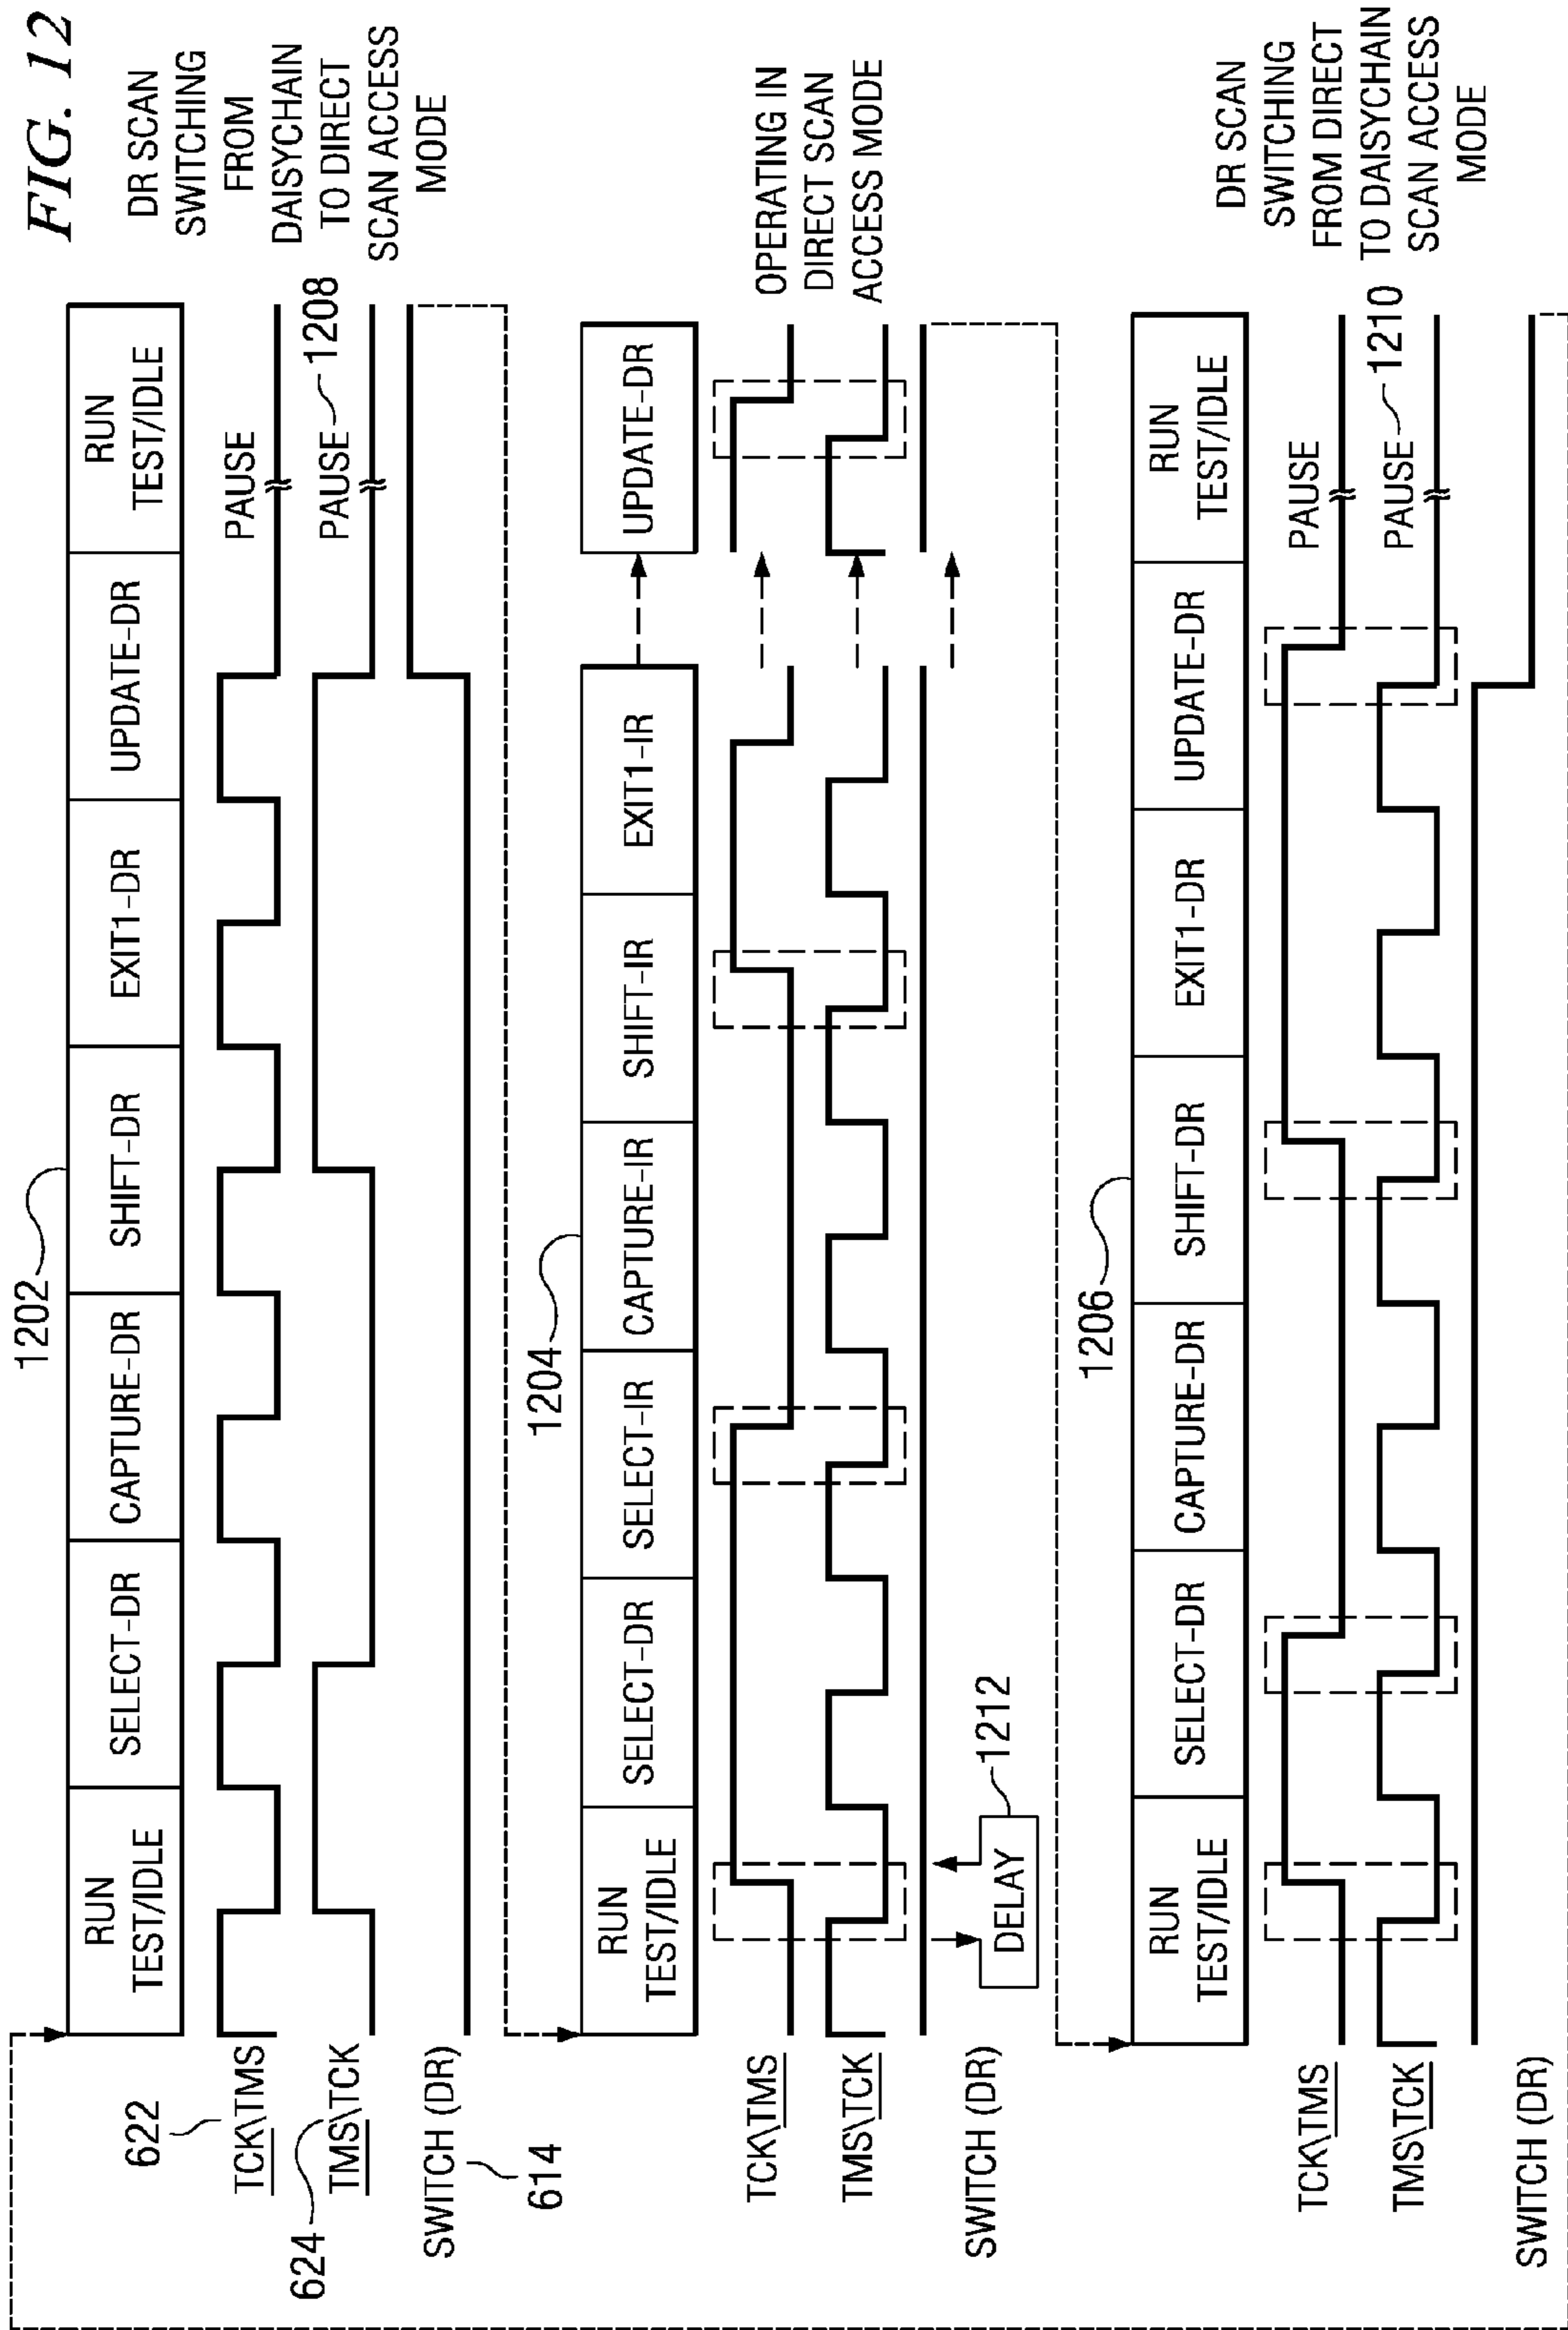 FIG. 12
1202
RUN
TEST/IDLE
SELECT-DR
CAPTURE-DR
SHIFT-DR
EXIT1-DR
UPDATE-DR
RUN
TEST/IDLE
DR SCAN
SWITCHING
FROM
DAISYCHAIN
TO DIRECT
SCAN ACCESS
MODE
622
TCK\TMS
PAUSE
624
TMS\TCK
PAUSE
1208
SWITCH (DR)
614
1204
RUN
TEST/IDLE
SELECT-DR
SELECT-IR
CAPTURE-IR
SHIFT-IR
EXIT1-IR
UPDATE-DR
OPERATING IN
DIRECT SCAN
ACCESS MODE
TCK\TMS
TMS\TCK
SWITCH (DR)
DELAY
1212
1206
RUN
TEST/IDLE
SELECT-DR
CAPTURE-DR
SHIFT-DR
EXIT1-DR
UPDATE-DR
RUN
TEST/IDLE
DR SCAN
SWITCHING
FROM DIRECT
TO DAISYCHAIN
SCAN ACCESS
MODE
TCK\TMS
PAUSE
TMS\TCK
PAUSE
1210
SWITCH (DR)